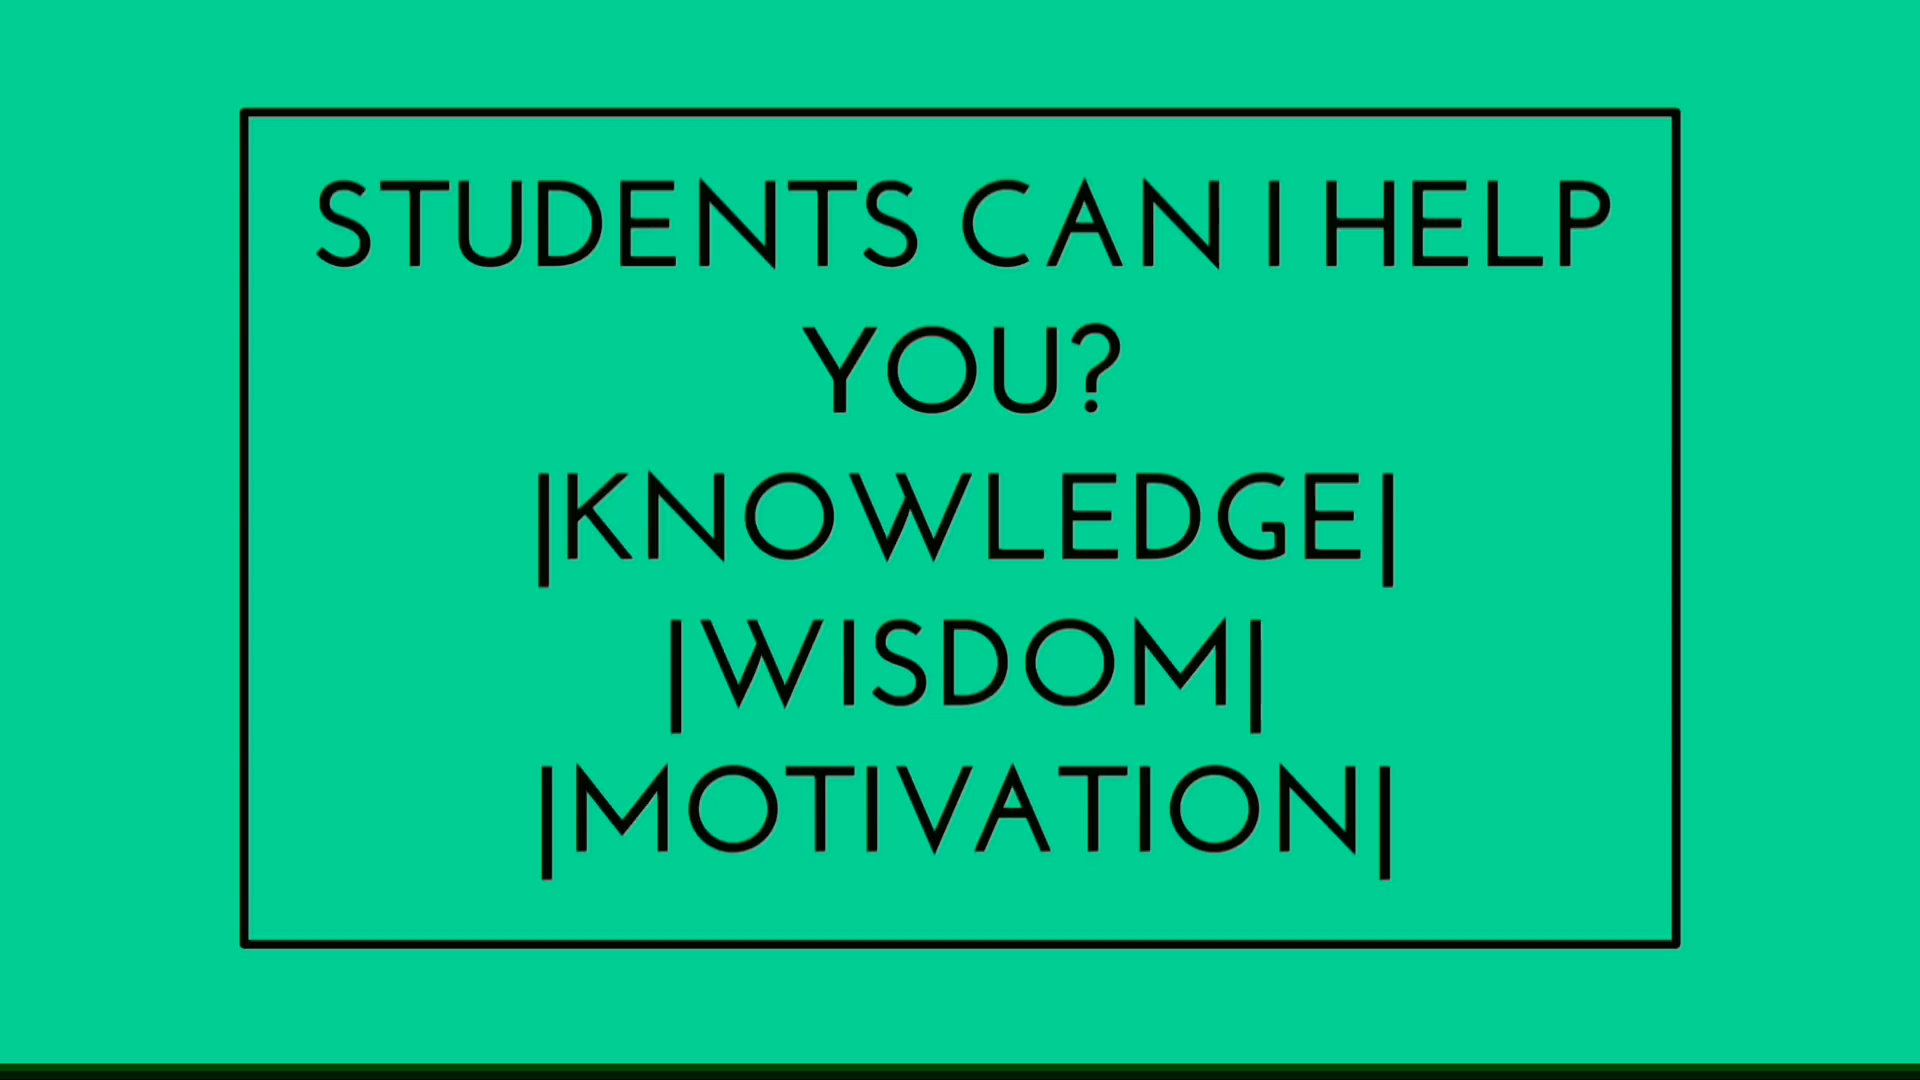 STUDENTS CAN I HELP
YOU?
|KNOWLEDGE|
|WISDOM|
|MOTIVATION|